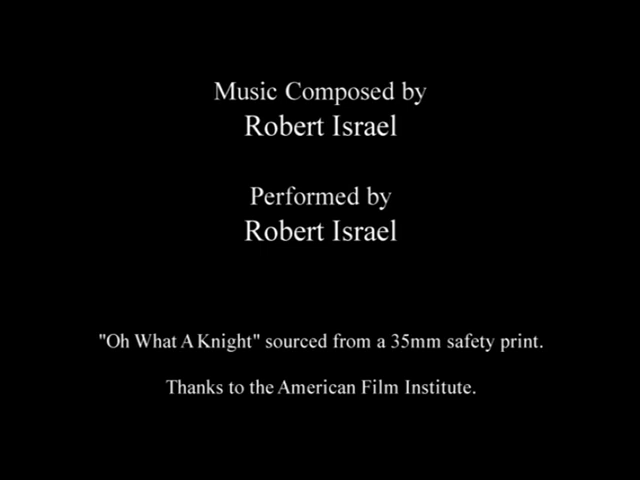 Music Composed by
Robert Israel
Performed by
Robert Israel
"Oh What A Knight" sourced from a 35mm safety print.
Thanks to the American Film Institute.